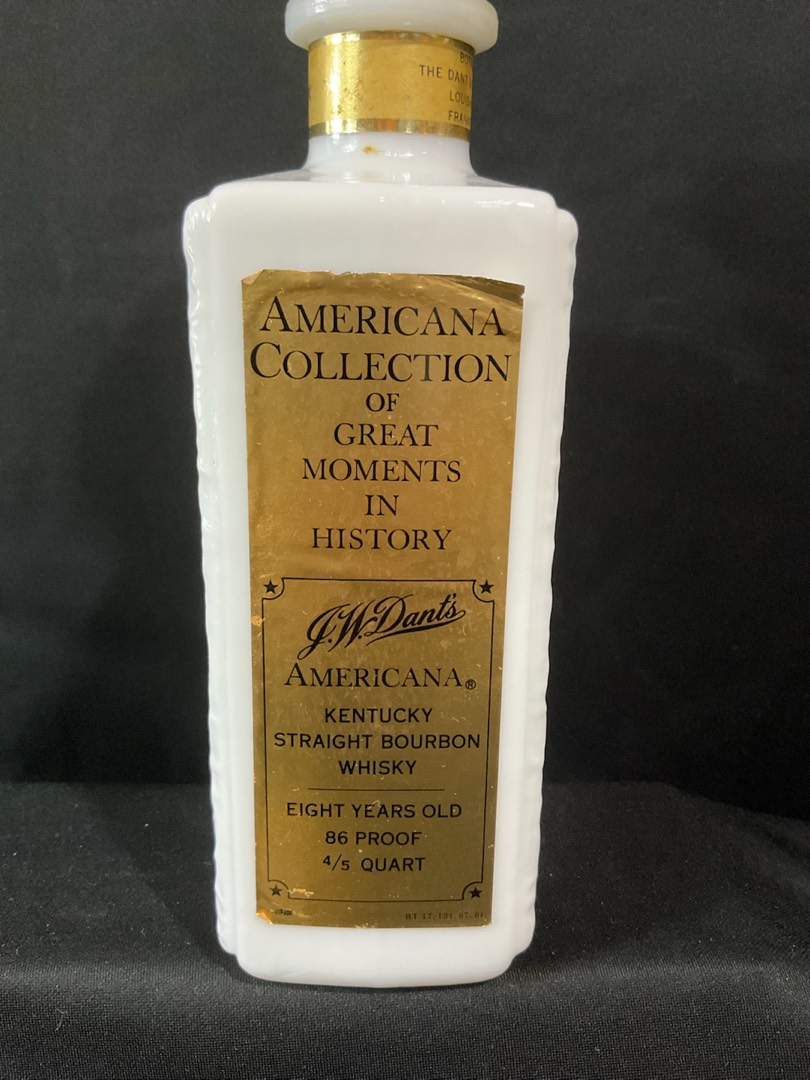 THE DANT
AMERICANA
COLLECTION
OF
GREAT
MOMENTS
IN
HISTORY
J.W. Dant's
AMERICANA®
KENTUCKY
STRAIGHT BOURBON
WHISKY
EIGHT YEARS OLD
86 PROOF
4/5 QUART